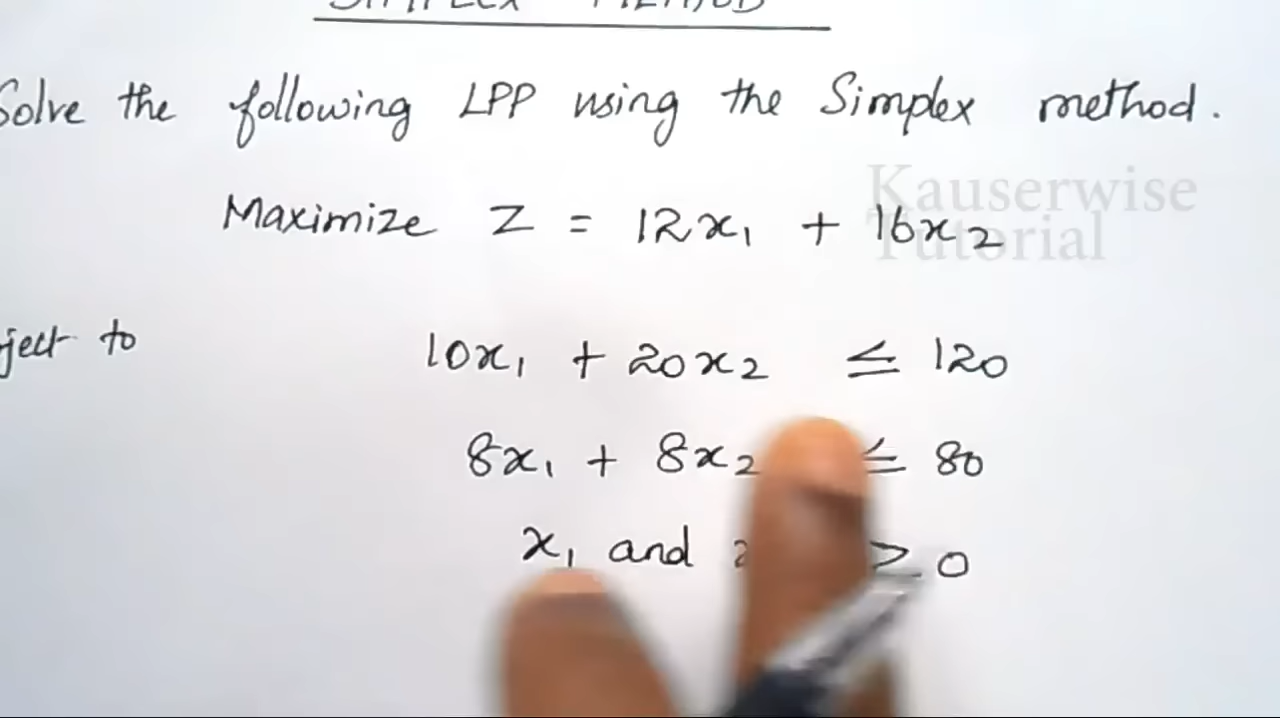 Solve the following LPP using the Simplex method.
Maximize Z = 12x₁ + 16x₂
ject to
10x₁ + 20x₂ ≤ 120
8x₁ + 8x₂ ≤ 80
x₁ and ≥ 0
Kauserwise
Tutorial